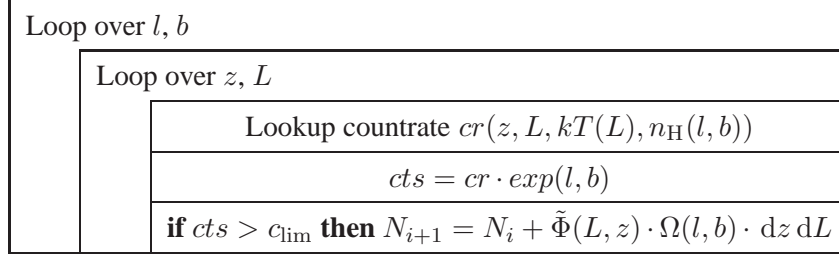 Loop over l, b
Loop over z, L
Lookup countrate cr(z, L, kT(L), n_H(l, b))
cts = cr · exp(l, b)
if cts > c_lim then N_{i+1} = N_i + Φ̃(L, z) · Ω(l, b) · dz dL